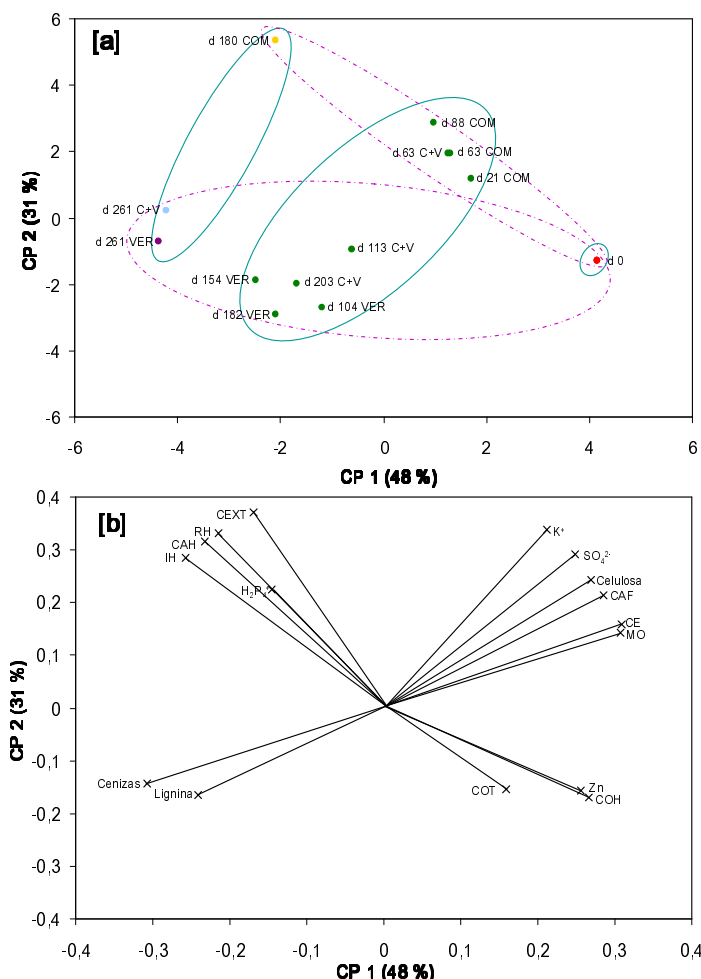 [a]
6
4
2
0
-2
-4
-6
CP 2 (31 %)
d 180 COM
d 88 COM
d 63 C+V
d 63 COM
d 21 COM
d 261 C+V
d 261 VER
d 113 C+V
d 0
d 154 VER
d 203 C+V
d 182 VER
d 104 VER
-6
-4
-2
0
2
4
6
CP 1 (48 %)
[b]
0,4
0,3
0,2
0,1
0
-0,1
-0,2
-0,3
-0,4
CP 2 (31 %)
CEXT
RH
CAH
IH
K⁺
SO₄²⁻
Celulosa
CAF
CE
MO
Cenizas
Lignina
COT
Zn
COH
-0,4
-0,3
-0,2
-0,1
0
0,1
0,2
0,3
0,4
CP 1 (48 %)